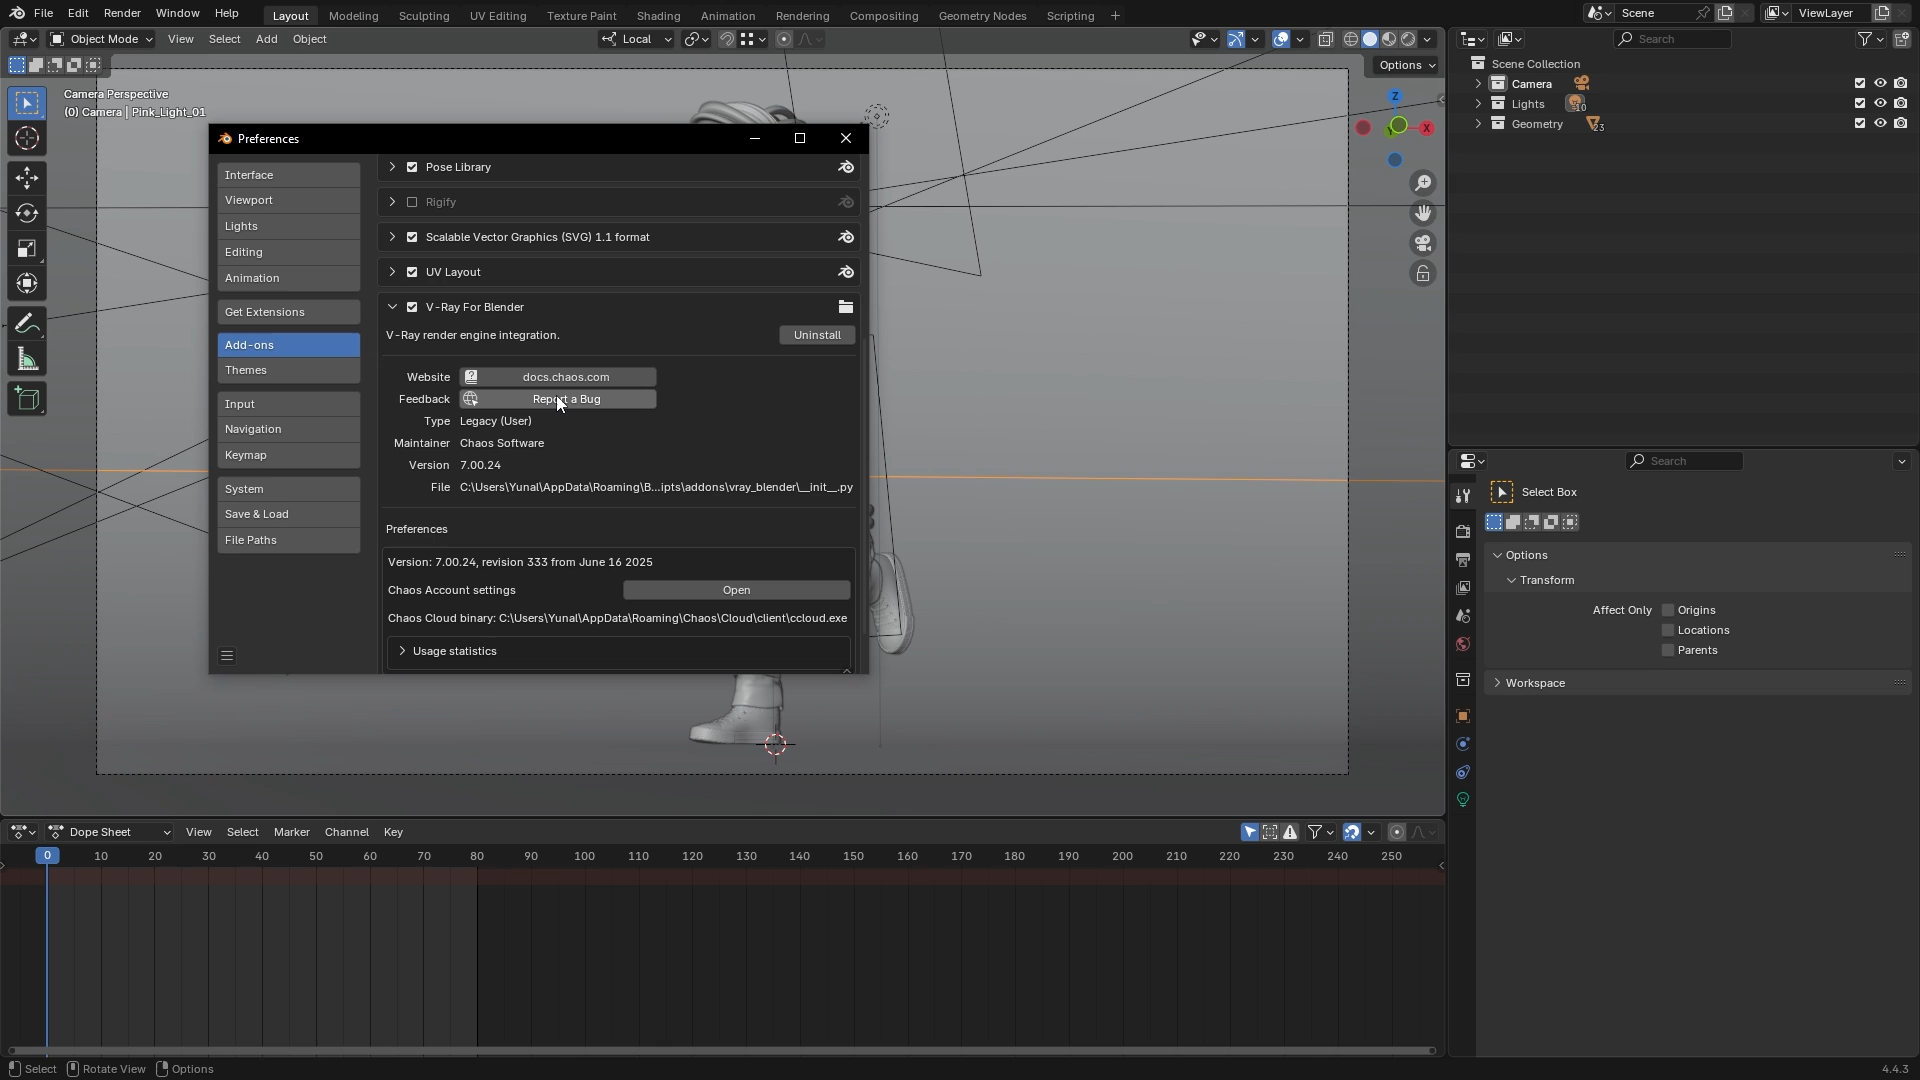 File Edit Render Window Help Layout Modeling Sculpting UV Editing Texture Paint Shading Animation Rendering Compositing Geometry Nodes Scripting + Scene ViewLayer
Object Mode View Select Add Object Local Search
Options
Camera Perspective
(0) Camera | Pink_Light_01
Z
X
Y
Scene Collection
Camera
Lights 10
Geometry 23
Preferences
Interface
Viewport
Lights
Editing
Animation
Get Extensions
Add-ons
Themes
Input
Navigation
Keymap
System
Save & Load
File Paths
Pose Library
Rigify
Scalable Vector Graphics (SVG) 1.1 format
UV Layout
V-Ray For Blender
V-Ray render engine integration. Uninstall
Website docs.chaos.com
Feedback Report a Bug
Type Legacy (User)
Maintainer Chaos Software
Version 7.00.24
File C:\Users\Yunal\AppData\Roaming\B...ipts\addons\vray_blender\__init__.py
Preferences
Version: 7.00.24, revision 333 from June 16 2025
Chaos Account settings Open
Chaos Cloud binary: C:\Users\Yunal\AppData\Roaming\Chaos\Cloud\client\ccloud.exe
Usage statistics
Search
Select Box
Options
Transform
Affect Only Origins
Locations
Parents
Workspace
Dope Sheet View Select Marker Channel Key
0 10 20 30 40 50 60 70 80 90 100 110 120 130 140 150 160 170 180 190 200 210 220 230 240 250
Select Rotate View Options 4.4.3